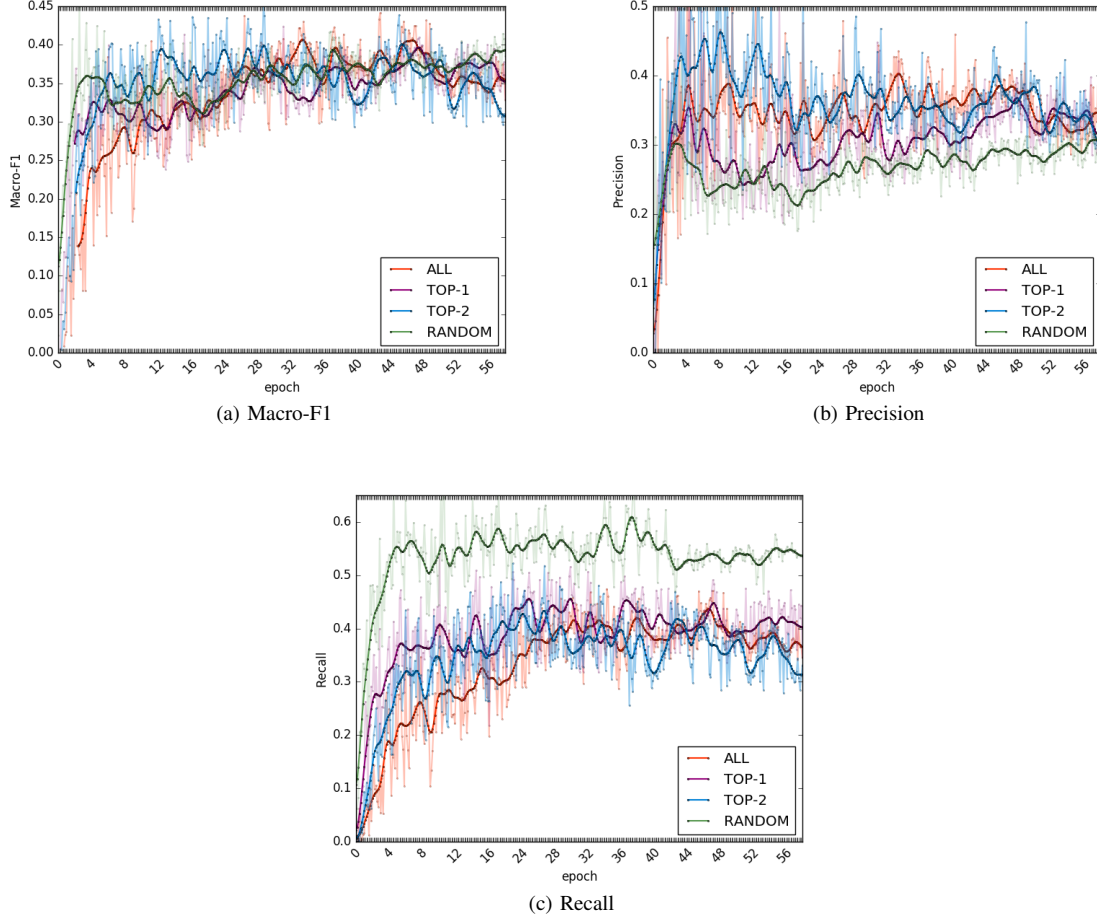 0.45
0.40
0.35
0.30
0.25
0.20
0.15
0.10
0.05
0.00
Macro-F1
0 4 8 12 16 20 24 28 32 36 40 44 48 52 56
epoch
ALL
TOP-1
TOP-2
RANDOM
(a) Macro-F1
0.5
0.4
0.3
0.2
0.1
0.0
Precision
0 4 8 12 16 20 24 28 32 36 40 44 48 52 56
epoch
ALL
TOP-1
TOP-2
RANDOM
(b) Precision
0.6
0.5
0.4
0.3
0.2
0.1
0.0
Recall
0 4 8 12 16 20 24 28 32 36 40 44 48 52 56
epoch
ALL
TOP-1
TOP-2
RANDOM
(c) Recall